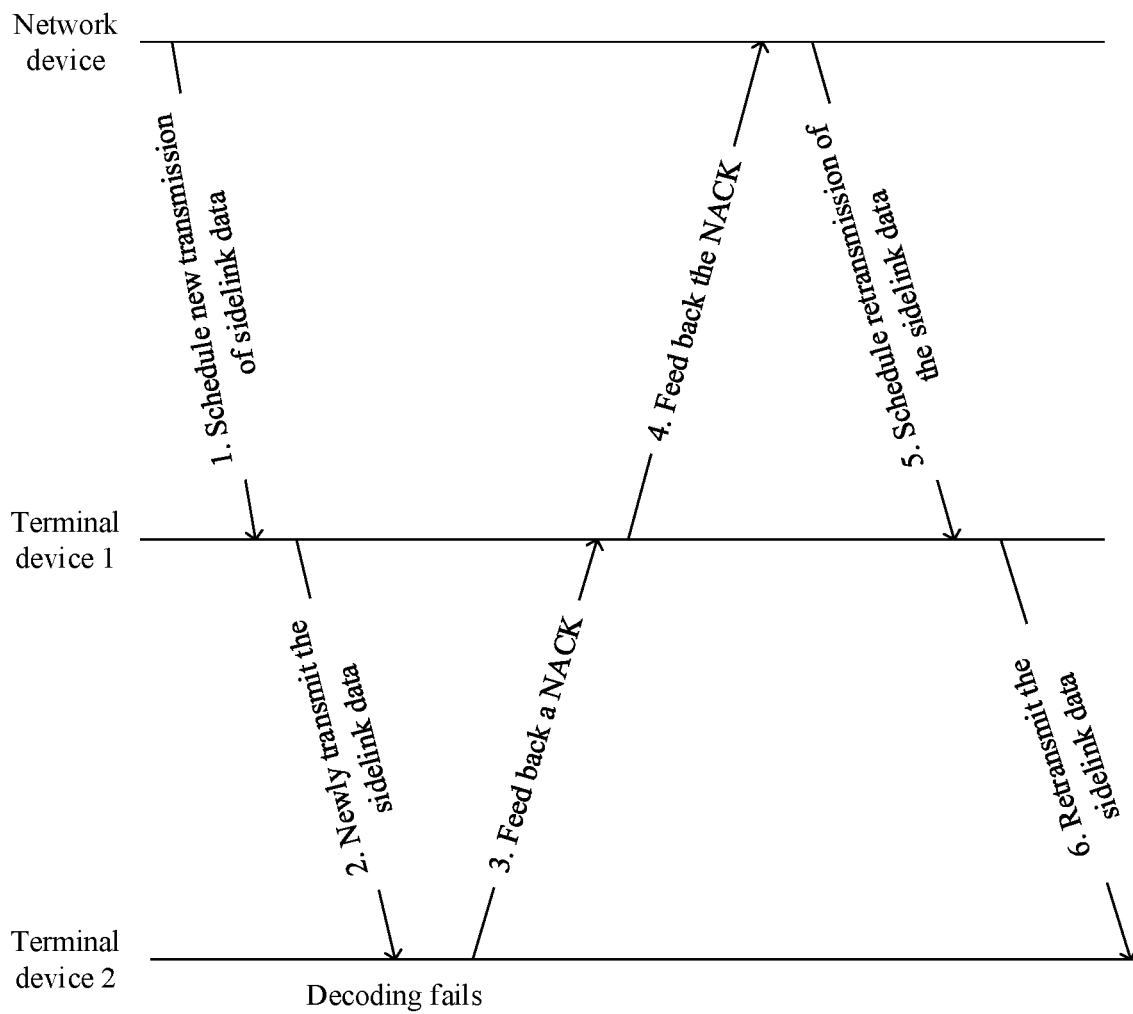 Network
device
1. Schedule new transmission
of sidelink data
4. Feed back the NACK
5. Schedule retransmission of
the sidelink data
Terminal
device 1
2. Newly transmit the
sidelink data
3. Feed back a NACK
6. Retransmit the
sidelink data
Terminal
device 2
Decoding fails